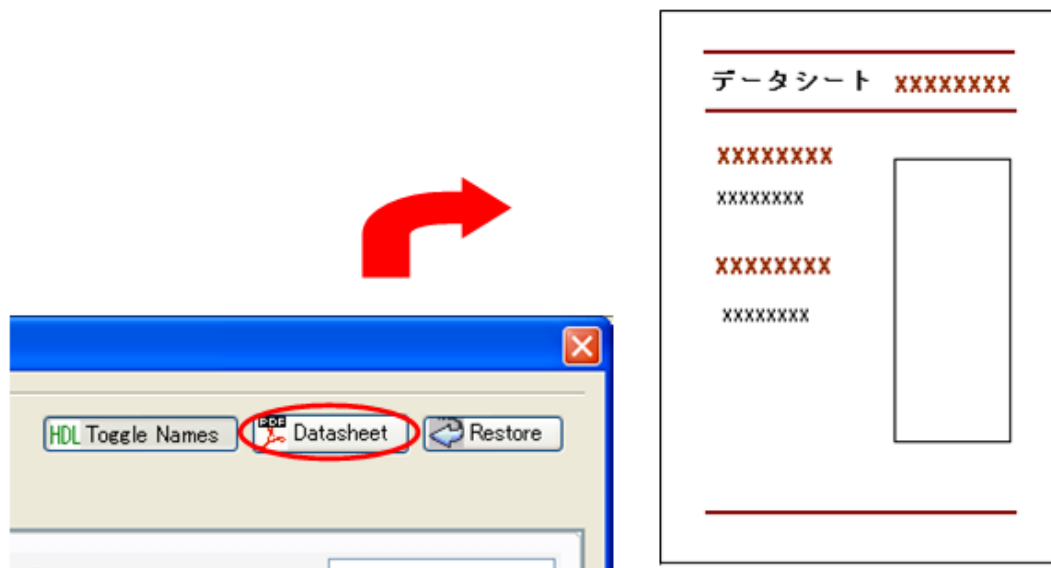 データシート XXXXXXXX
XXXXXXXX
XXXXXXXX
XXXXXXXX
XXXXXXXX
HDL Toggle Names
PDF Datasheet
Restore